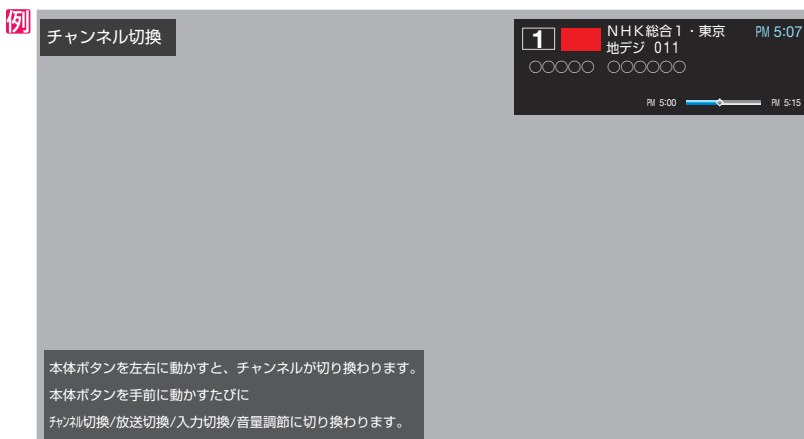 例
チャンネル切換
1 NHK総合1・東京 PM 5:07
地デジ 011
○○○○○ ○○○○○○
PM 5:00 PM 5:15
本体ボタンを左右に動かすと、チャンネルが切り換わります。
本体ボタンを手前に動かすたびに
ﾁｬﾝﾈﾙ切換/放送切換/入力切換/音量調節に切り換わります。